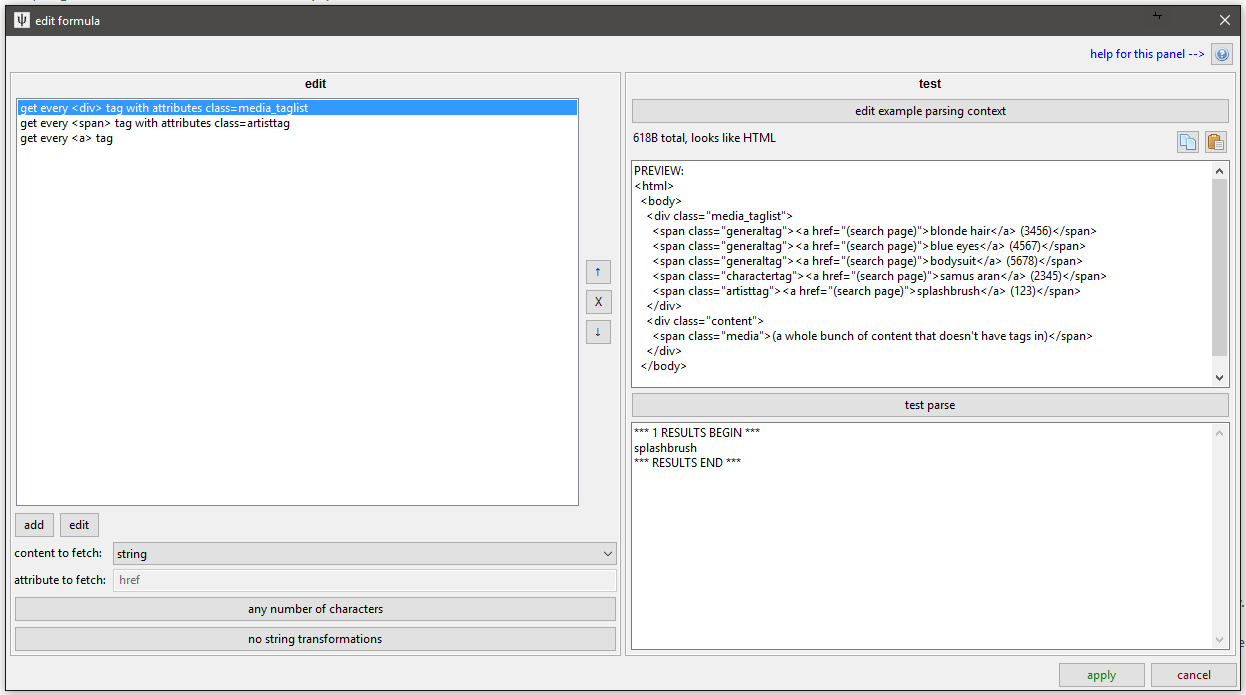 edit formula
help for this panel -->
edit
get every <div> tag with attributes class=media_taglist
get every <span> tag with attributes class=artisttag
get every <a> tag
↑
X
↓
add
edit
content to fetch:
string
attribute to fetch:
href
any number of characters
no string transformations
test
edit example parsing context
618B total, looks like HTML
PREVIEW:
<html>
<body>
<div class="media_taglist">
<span class="generaltag"><a href="(search page)">blonde hair</a> (3456)</span>
<span class="generaltag"><a href="(search page)">blue eyes</a> (4567)</span>
<span class="generaltag"><a href="(search page)">bodysuit</a> (5678)</span>
<span class="charactertag"><a href="(search page)">samus aran</a> (2345)</span>
<span class="artisttag"><a href="(search page)">splashbrush</a> (123)</span>
</div>
<div class="content">
<span class="media">(a whole bunch of content that doesn't have tags in)</span>
</div>
</body>
test parse
*** 1 RESULTS BEGIN ***
splashbrush
*** RESULTS END ***
apply
cancel